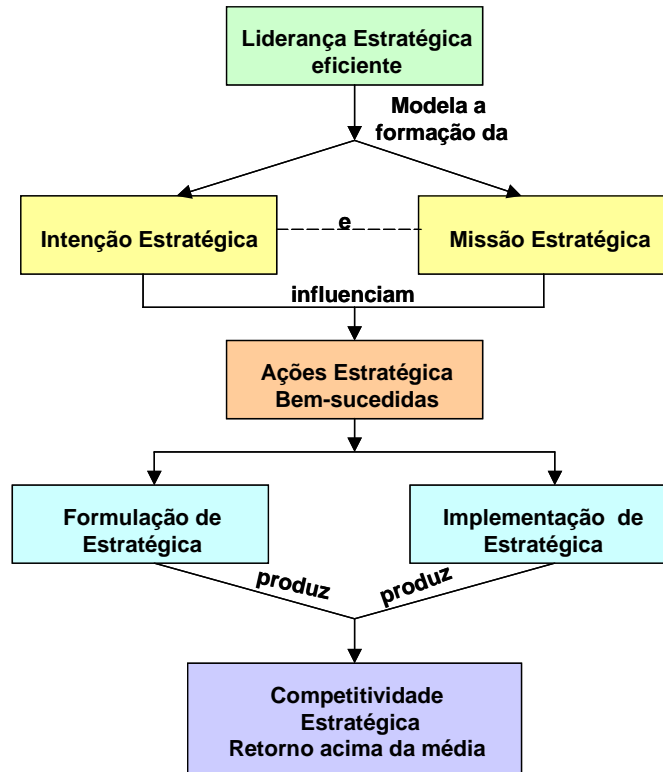 Liderança Estratégica
eficiente
Modela a
formação da
Intenção Estratégica
e
Missão Estratégica
influenciam
Ações Estratégica
Bem-sucedidas
Formulação de
Estratégica
Implementação de
Estratégica
produz
produz
Competitividade
Estratégica
Retorno acima da média